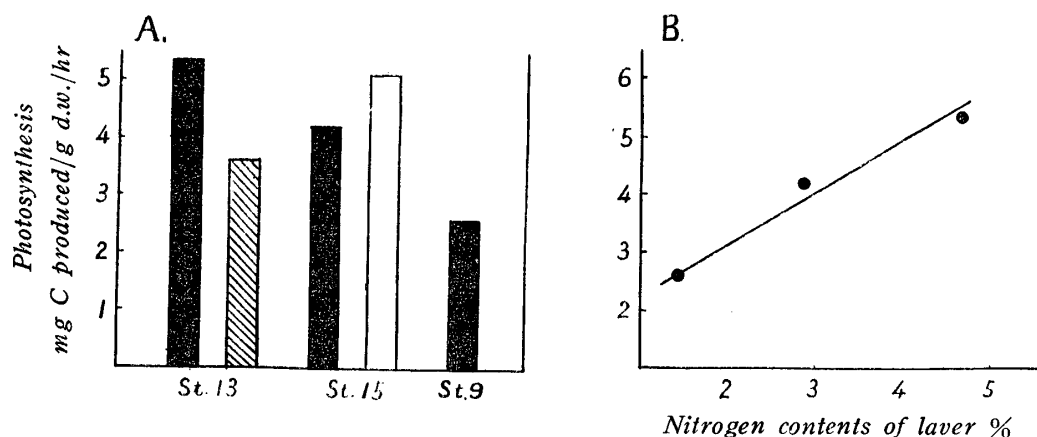 A.
B.
Photosynthesis
mg C produced/g d.w./hr
5
4
3
2
1
St.13
St.15
St.9
6
5
4
3
2
2
3
4
5
Nitrogen contents of laver %